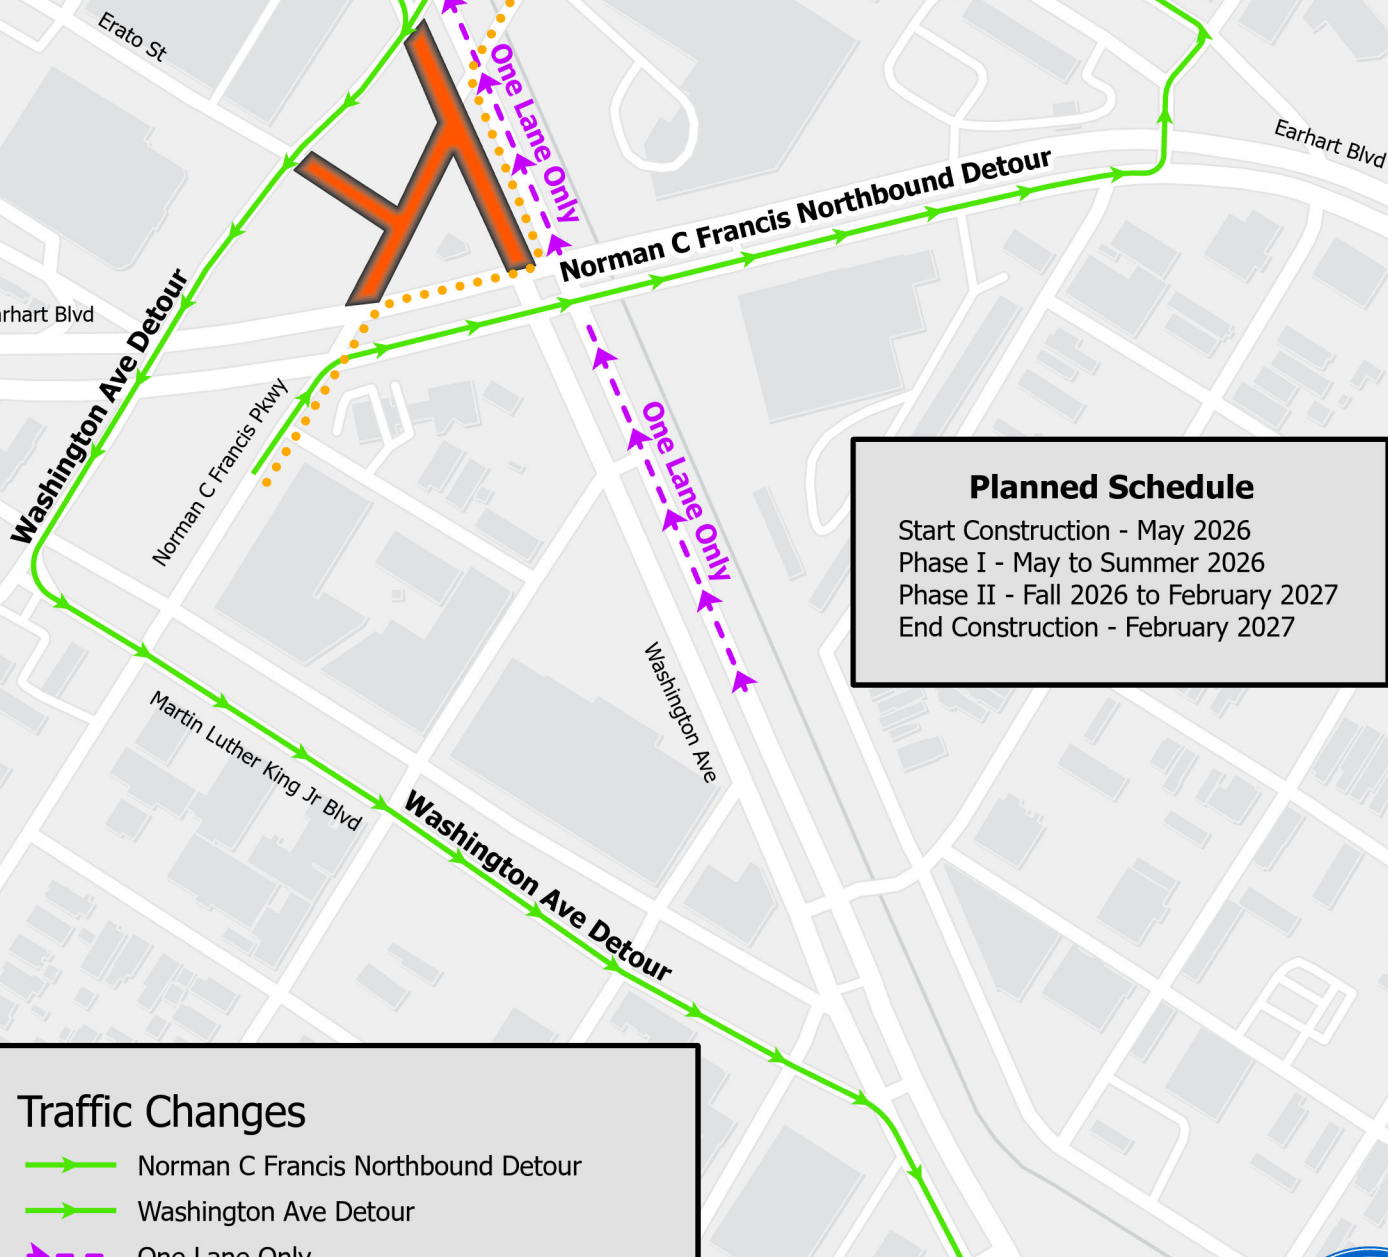 Erato St
One Lane Only
Earhart Blvd
Norman C Francis Northbound Detour
rhart Blvd
Washington Ave Detour
Norman C Francis Pkwy
One Lane Only
Planned Schedule
Start Construction - May 2026
Phase I - May to Summer 2026
Phase II - Fall 2026 to February 2027
End Construction - February 2027
Washington Ave
Martin Luther King Jr Blvd
Washington Ave Detour
Traffic Changes
Norman C Francis Northbound Detour
Washington Ave Detour
One Lane Only